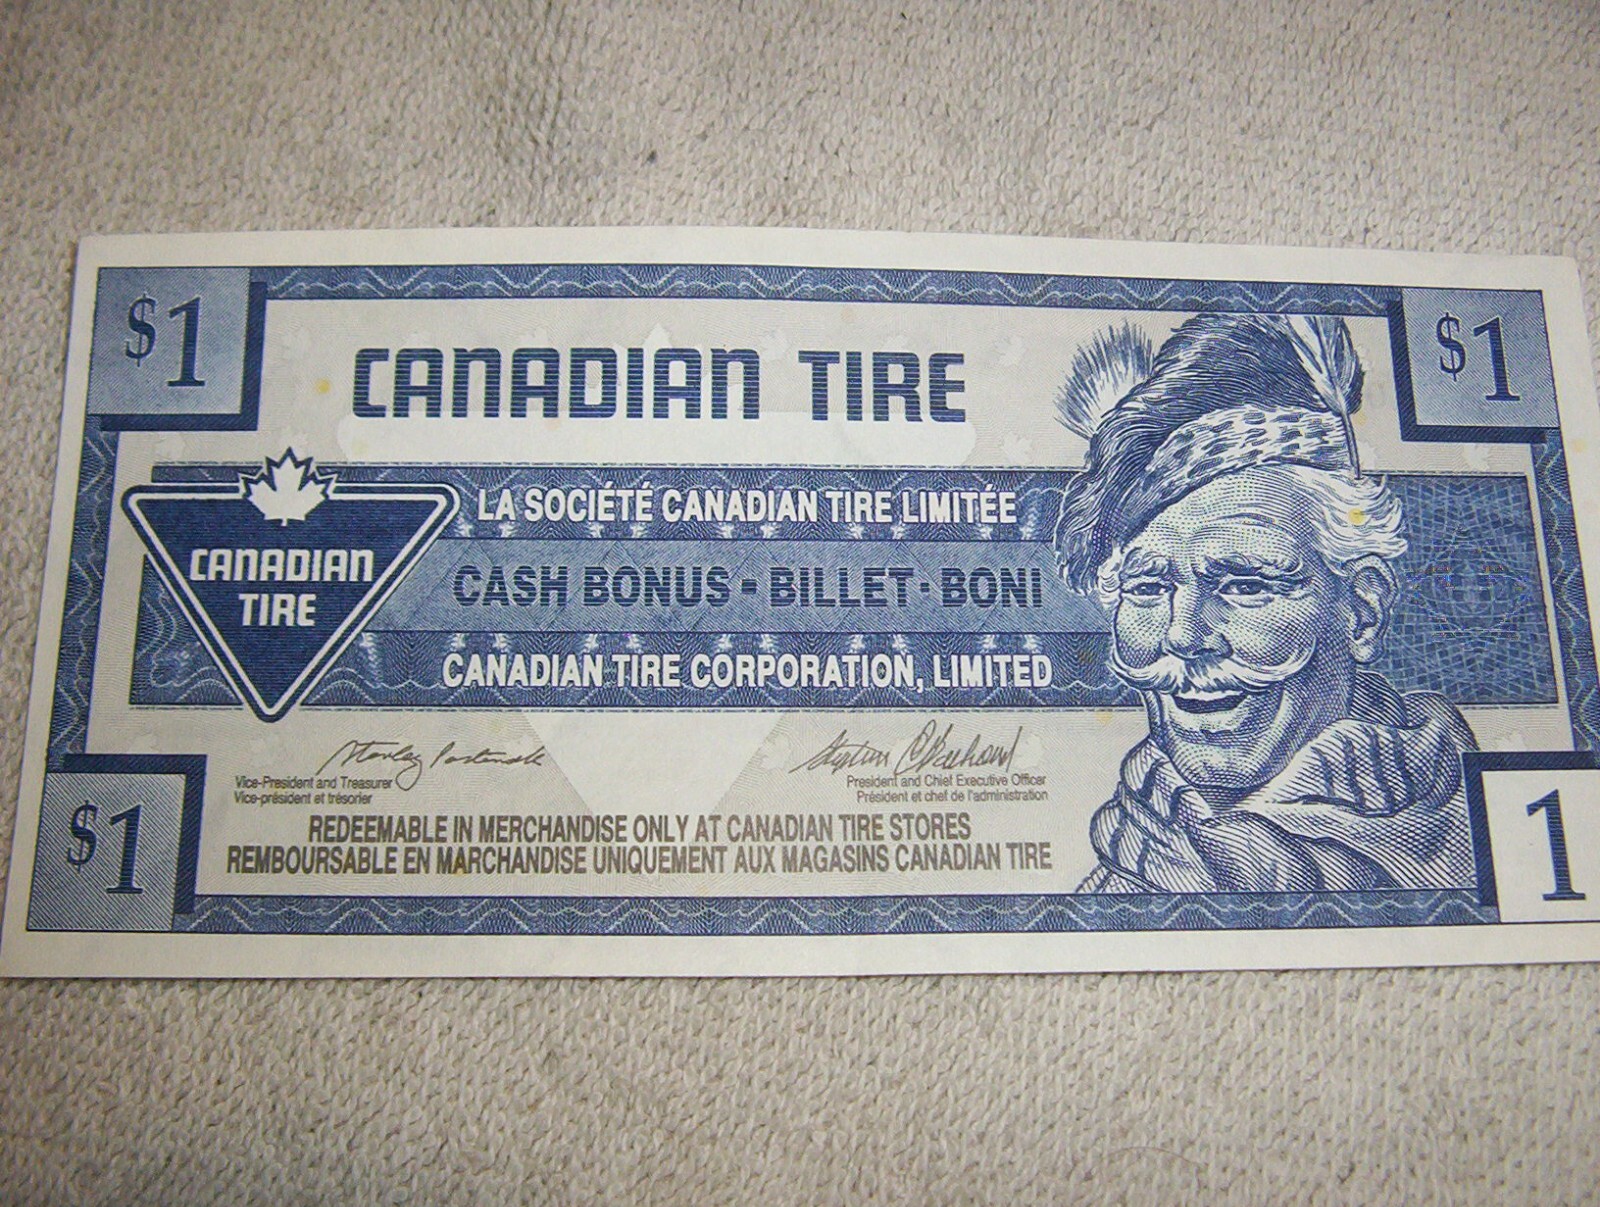 $1
$1
CANADIAN TIRE
LA SOCIÉTÉ CANADIAN TIRE LIMITÉE
CANADIAN
TIRE
CASH BONUS - BILLET - BONI
CANADIAN TIRE CORPORATION, LIMITED
Vice-President and Treasurer
Vice-président et trésorier
President and Chief Executive Officer
Président et chef de l'administration
REDEEMABLE IN MERCHANDISE ONLY AT CANADIAN TIRE STORES
REMBOURSABLE EN MARCHANDISE UNIQUEMENT AUX MAGASINS CANADIAN TIRE
$1
1